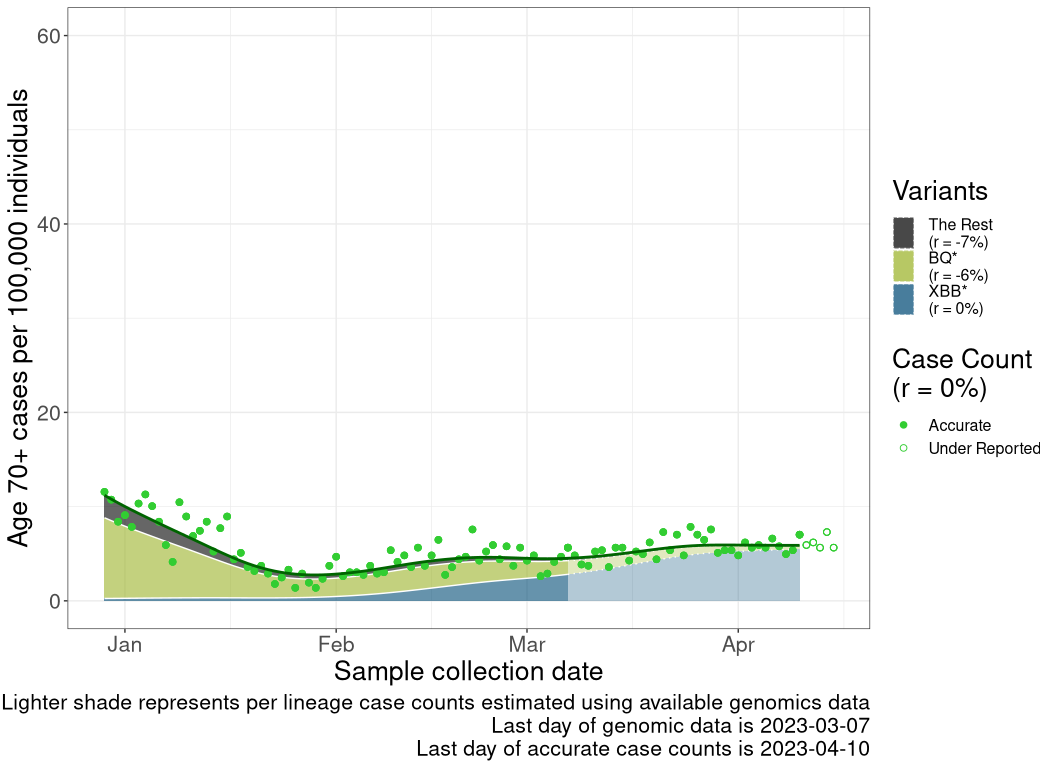 Age 70+ cases per 100,000 individuals
60
40
20
0
Jan
Feb
Mar
Apr
Sample collection date
Variants
The Rest
(r = -7%)
BQ*
(r = -6%)
XBB*
(r = 0%)
Case Count
(r = 0%)
Accurate
Under Reported
Lighter shade represents per lineage case counts estimated using available genomics data
Last day of genomic data is 2023-03-07
Last day of accurate case counts is 2023-04-10